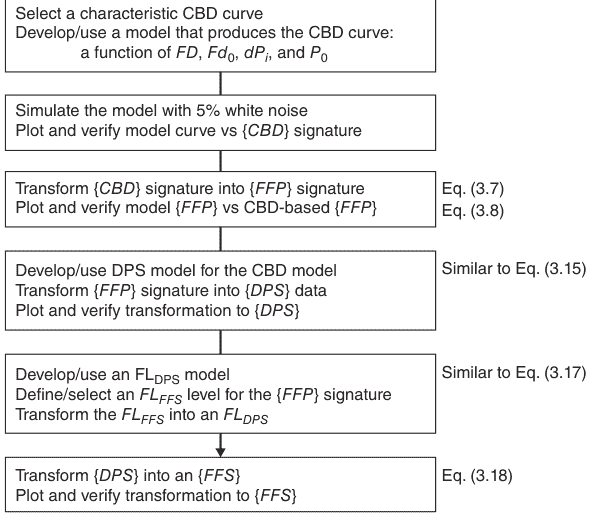 Select a characteristic CBD curve
Develop/use a model that produces the CBD curve:
a function of FD, Fd₀, dPᵢ, and P₀
Simulate the model with 5% white noise
Plot and verify model curve vs {CBD} signature
Transform {CBD} signature into {FFP} signature Eq. (3.7)
Plot and verify model {FFP} vs CBD-based {FFP} Eq. (3.8)
Develop/use DPS model for the CBD model Similar to Eq. (3.15)
Transform {FFP} signature into {DPS} data
Plot and verify transformation to {DPS}
Develop/use an FL_DPS model Similar to Eq. (3.17)
Define/select an FL_FFS level for the {FFP} signature
Transform the FL_FFS into an FL_DPS
Transform {DPS} into an {FFS} Eq. (3.18)
Plot and verify transformation to {FFS}